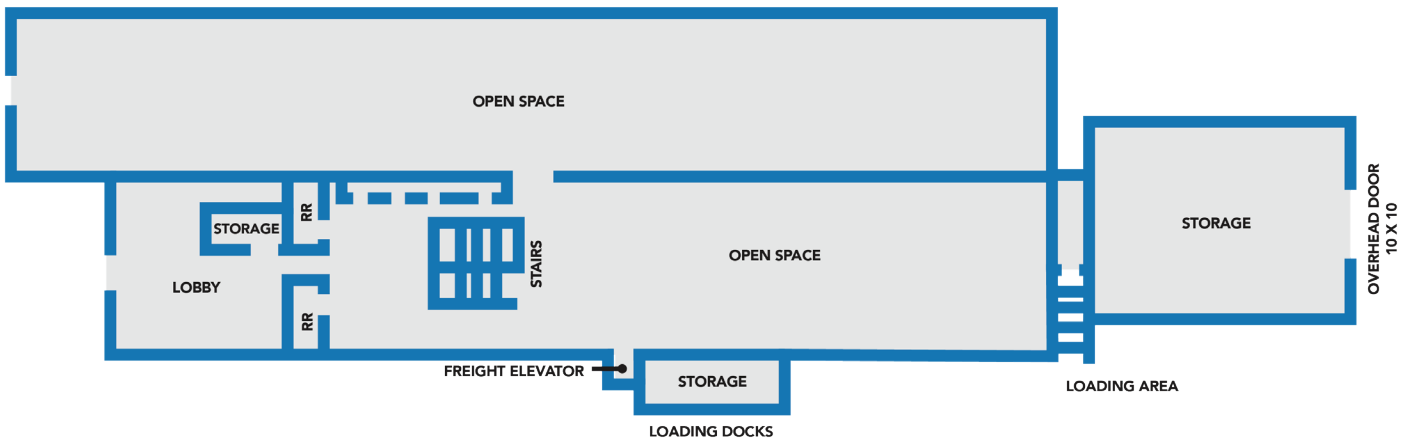 OPEN SPACE
STORAGE
RR
LOBBY
RR
STAIRS
OPEN SPACE
STORAGE
OVERHEAD DOOR
10 X 10
FREIGHT ELEVATOR
STORAGE
LOADING AREA
LOADING DOCKS